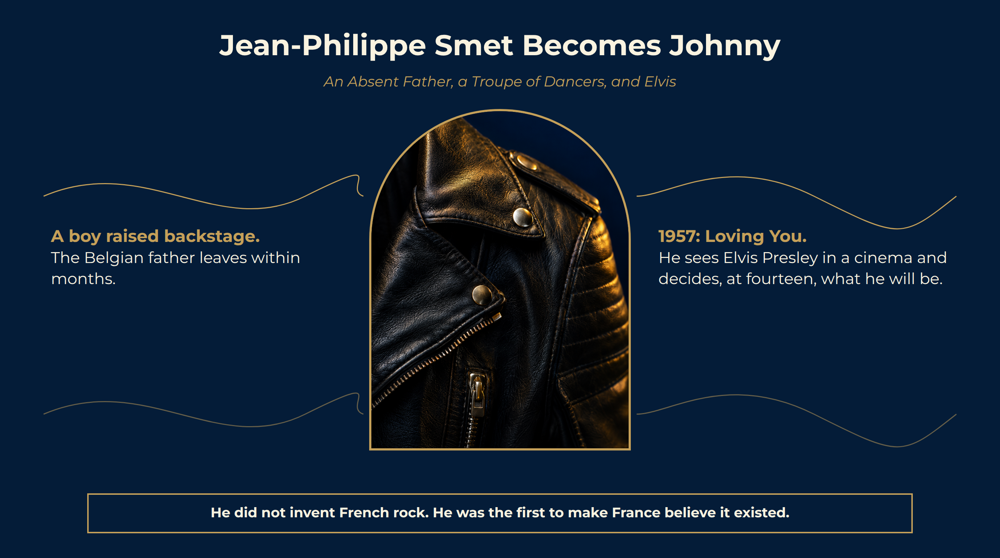 Jean-Philippe Smet Becomes Johnny
An Absent Father, a Troupe of Dancers, and Elvis
A boy raised backstage.
The Belgian father leaves within
months.
1957: Loving You.
He sees Elvis Presley in a cinema and
decides, at fourteen, what he will be.
He did not invent French rock. He was the first to make France believe it existed.